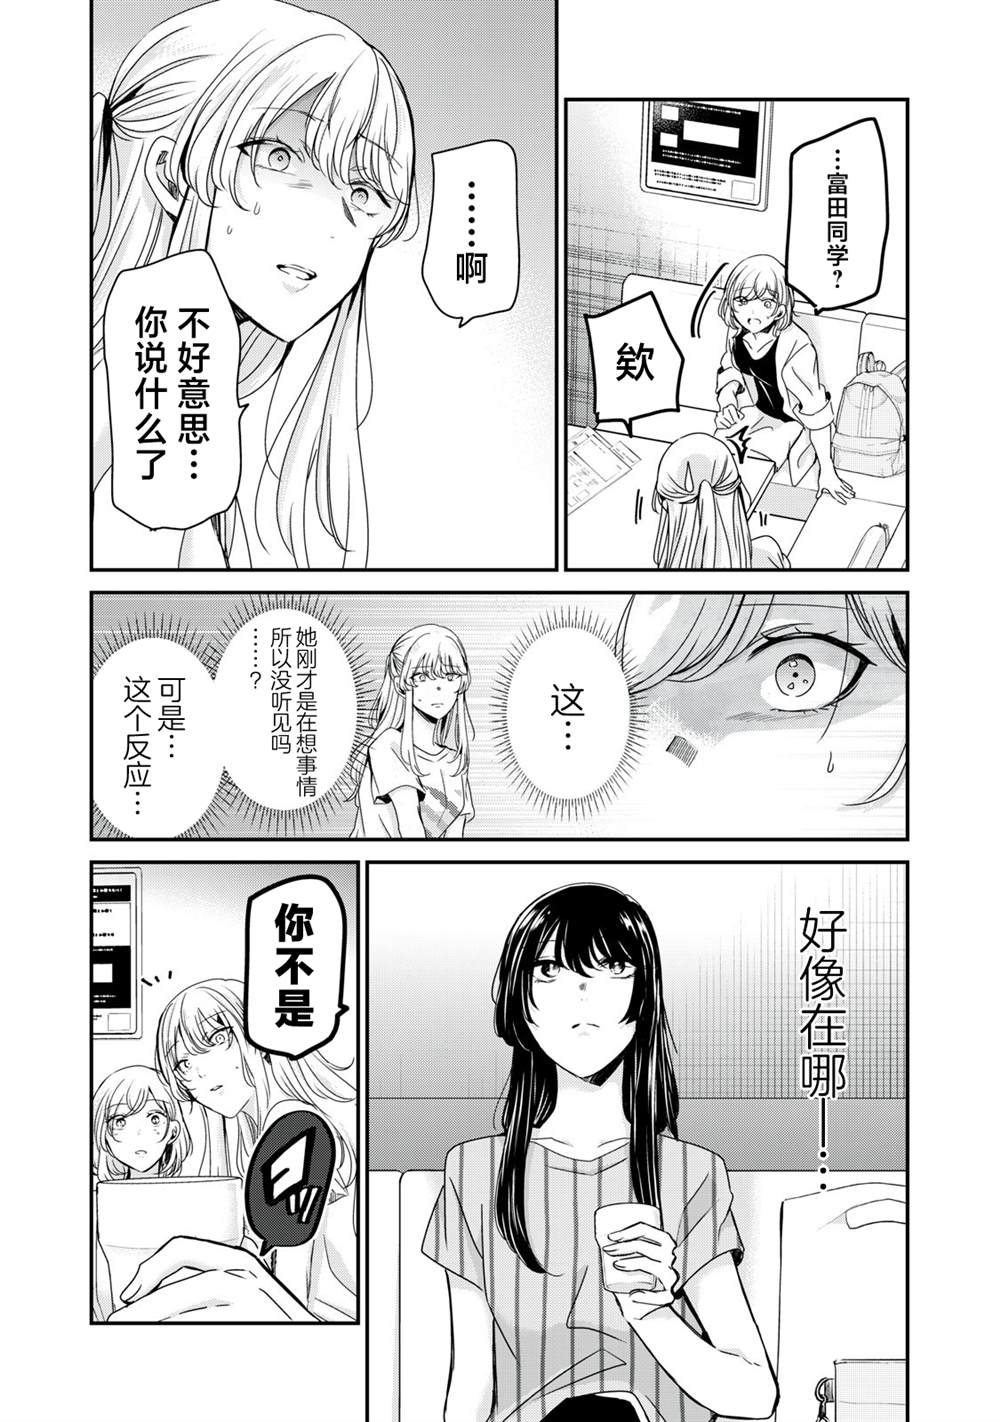 …富田同学?
欸
……啊
不好意思…
你说什么了
这…
她刚才是在想事情
所以没听见吗
……?
可是…
这个反应…
好像在哪——……
你不是
ヨ